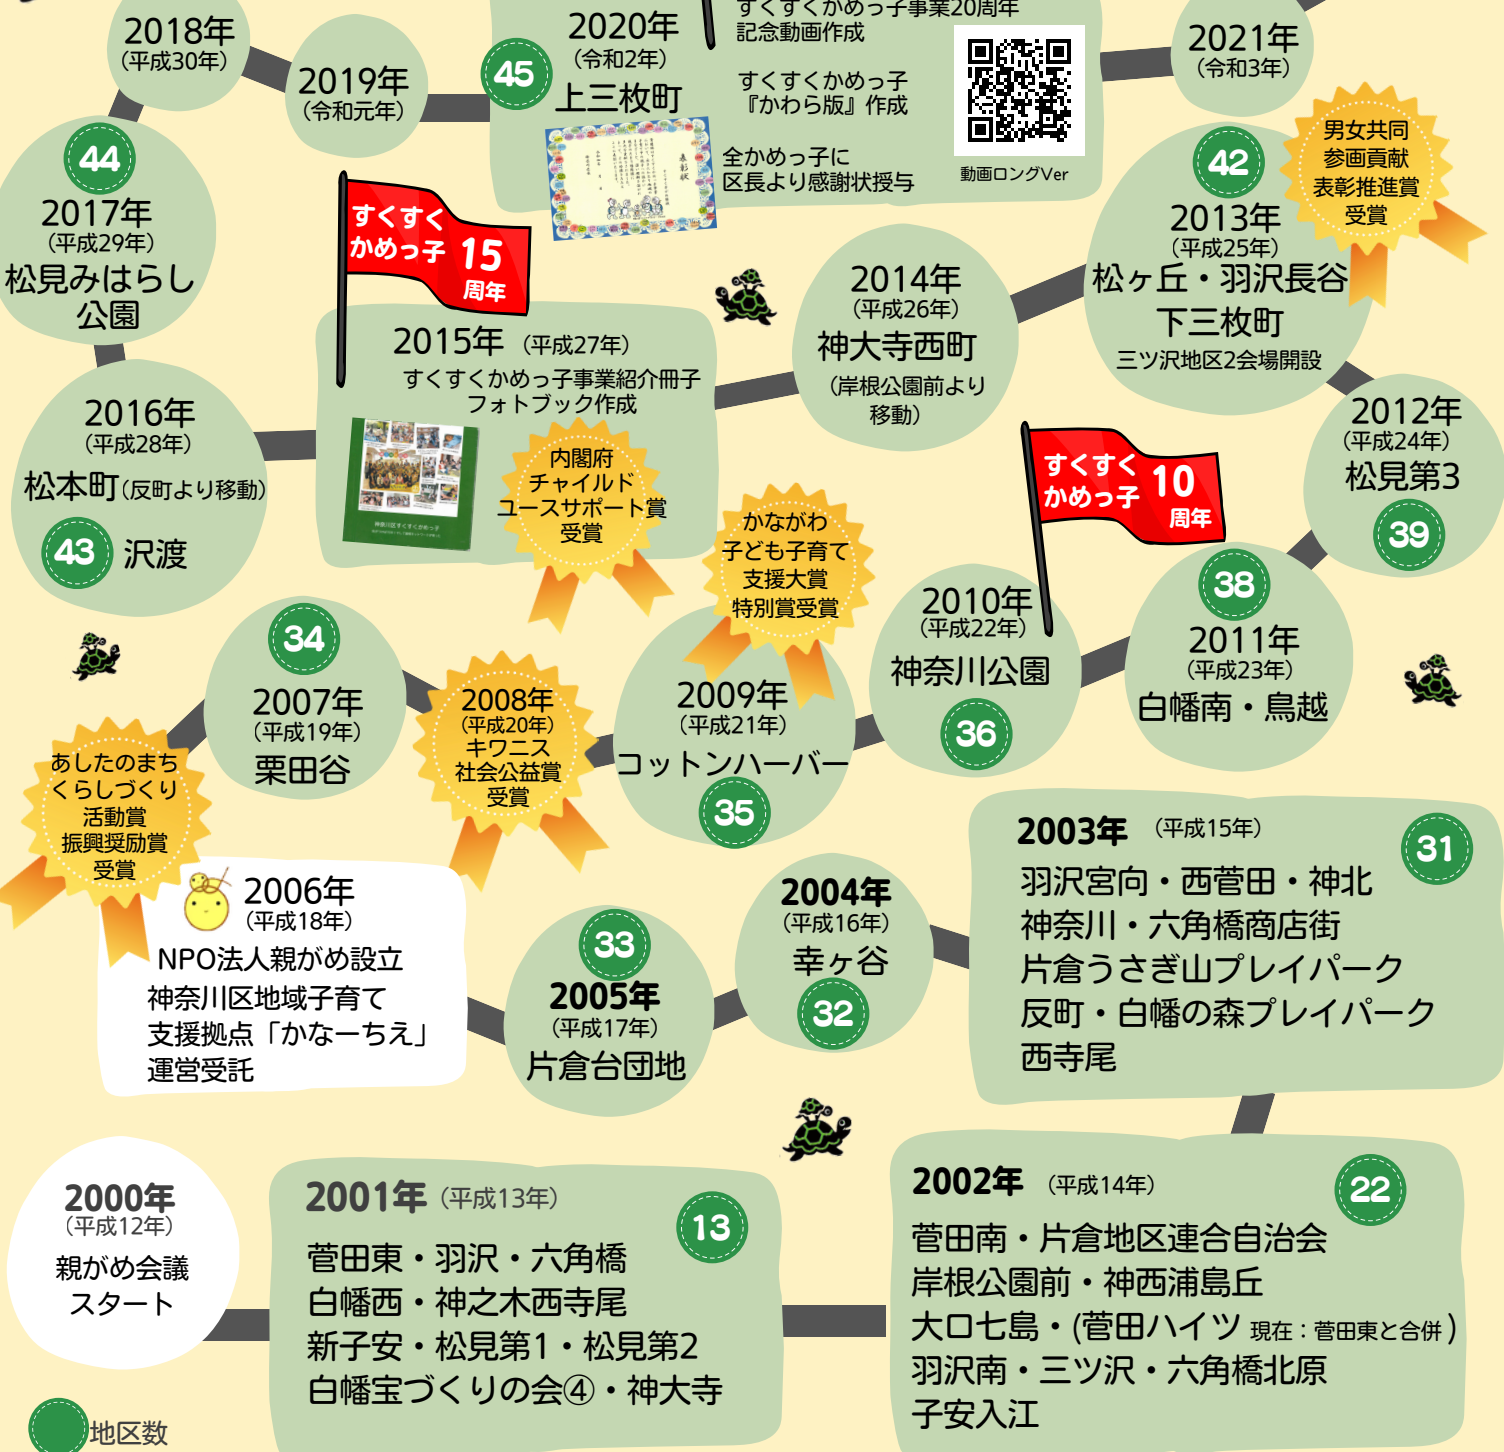 2018年
(平成30年)
2019年
(令和元年)
45
2020年
(令和2年)
上三枚町
すくすくかめっ子事業20周年
記念動画作成
すくすくかめっ子
『かわら版』作成
全かめっ子に
区長より感謝状授与
動画ロングVer
表彰状
2021年
(令和3年)
44
2017年
(平成29年)
松見みはらし
公園
すくすく
かめっ子 15
周年
2015年 (平成27年)
すくすくかめっ子事業紹介冊子
フォトブック作成
神奈川区すくすくかめっ子
内閣府
チャイルド
ユースサポート賞
受賞
2014年
(平成26年)
神大寺西町
(岸根公園前より
移動)
42
2013年
(平成25年)
松ヶ丘・羽沢長谷
下三枚町
三ツ沢地区2会場開設
男女共同
参画貢献
表彰推進賞
受賞
2016年
(平成28年)
松本町(反町より移動)
43 沢渡
2012年
(平成24年)
松見第3
39
すくすく
かめっ子 10
周年
38
2011年
(平成23年)
白幡南・鳥越
2010年
(平成22年)
神奈川公園
36
かながわ
子ども子育て
支援大賞
特別賞受賞
2009年
(平成21年)
コットンハーバー
35
2008年
(平成20年)
キワニス
社会公益賞
受賞
34
2007年
(平成19年)
栗田谷
あしたのまち
くらしづくり
活動賞
振興奨励賞
受賞
2006年
(平成18年)
NPO法人親がめ設立
神奈川区地域子育て
支援拠点「かなーちえ」
運営受託
33
2005年
(平成17年)
片倉台団地
2004年
(平成16年)
幸ヶ谷
32
2003年 (平成15年)
31
羽沢宮向・西菅田・神北
神奈川・六角橋商店街
片倉うさぎ山プレイパーク
反町・白幡の森プレイパーク
西寺尾
2000年
(平成12年)
親がめ会議
スタート
2001年 (平成13年)
13
菅田東・羽沢・六角橋
白幡西・神之木西寺尾
新子安・松見第1・松見第2
白幡宝づくりの会④・神大寺
2002年 (平成14年)
22
菅田南・片倉地区連合自治会
岸根公園前・神西浦島丘
大口七島・(菅田ハイツ 現在：菅田東と合併)
羽沢南・三ツ沢・六角橋北原
子安入江
地区数